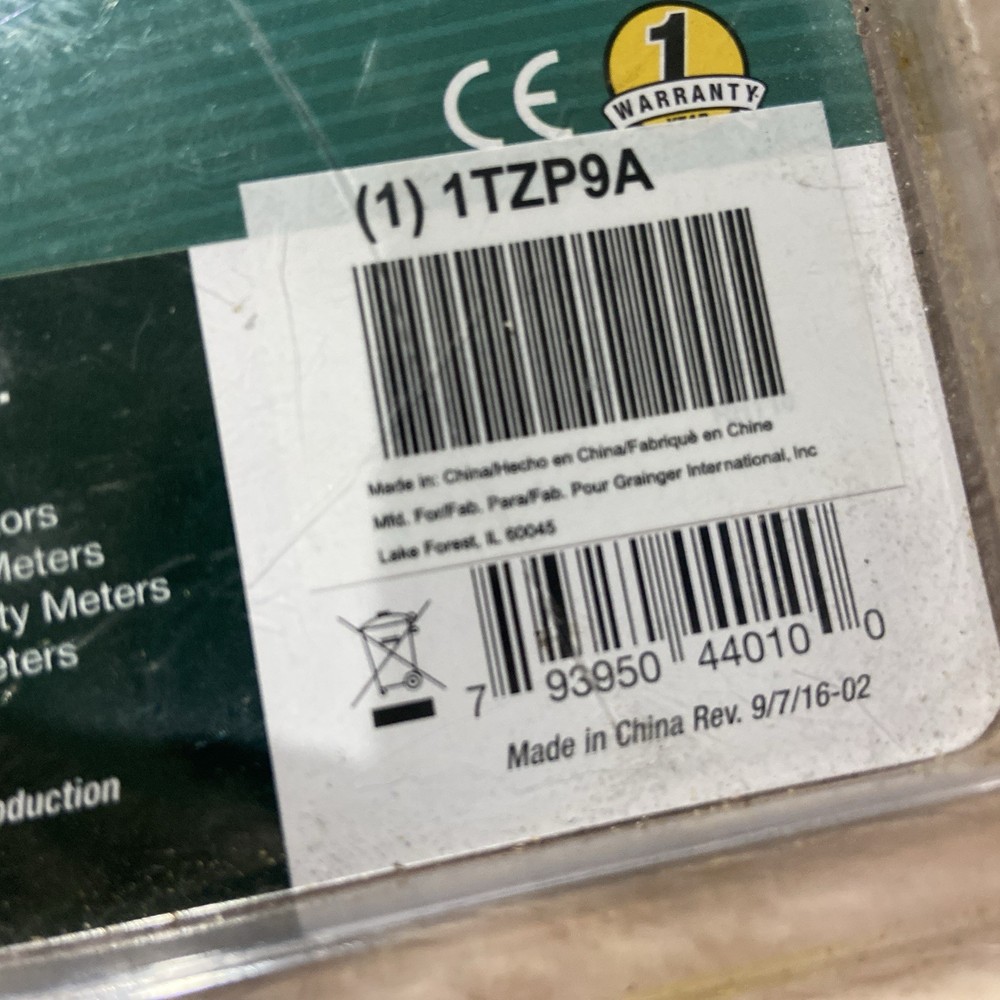 CE
1
WARRANTY
(1) 1TZP9A
Made in: China/Hecho en China/Fabriquè en Chine
Mfd. For/Fab. Para/Fab. Pour Grainger International, Inc
Lake Forest, IL 60045
.
ors
Meters
ty Meters
eters
oduction
7 93950 44010 0
Made in China Rev. 9/7/16-02